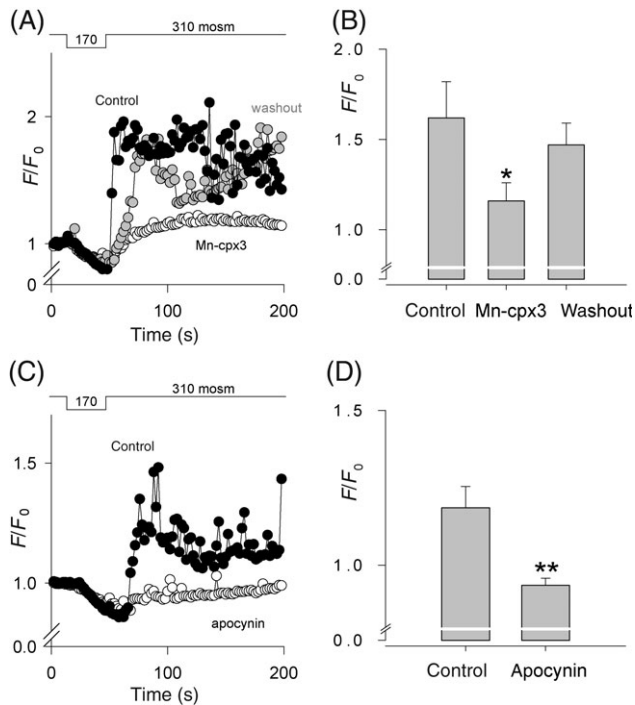 (A)
310 mosm
170
Control
washout
Mn-cpx3
F/F0
2
1
0
0
100
200
Time (s)
(B)
F/F0
2.0
1.5
1.0
0.0
*
Control Mn-cpx3 Washout
(C)
310 mosm
170
Control
apocynin
F/F0
1.5
1.0
0.0
0
100
200
Time (s)
(D)
F/F0
1.5
1.0
0.0
**
Control Apocynin